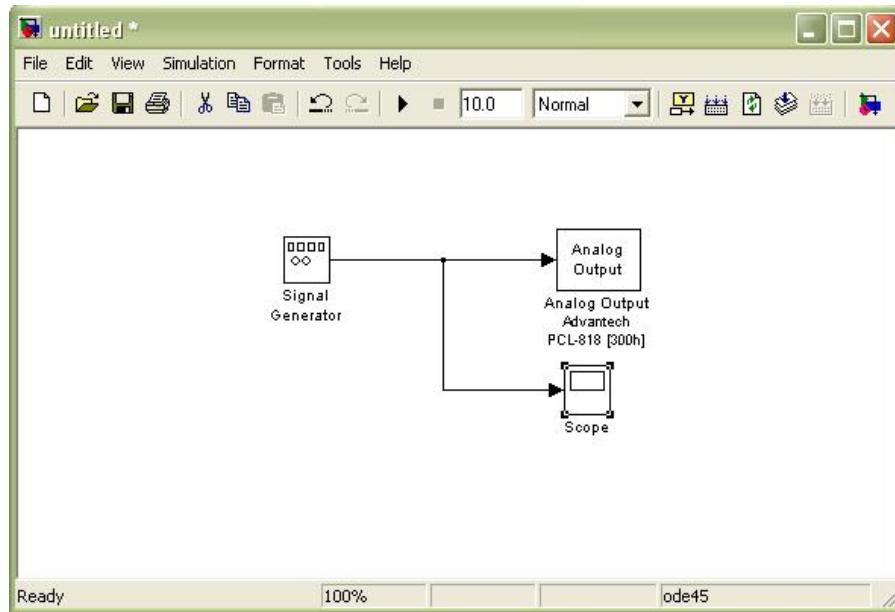 untitled *
File Edit View Simulation Format Tools Help
10.0 Normal
Signal
Generator
Analog
Output
Analog Output
Advantech
PCL-818 [300h]
Scope
Ready 100% ode45